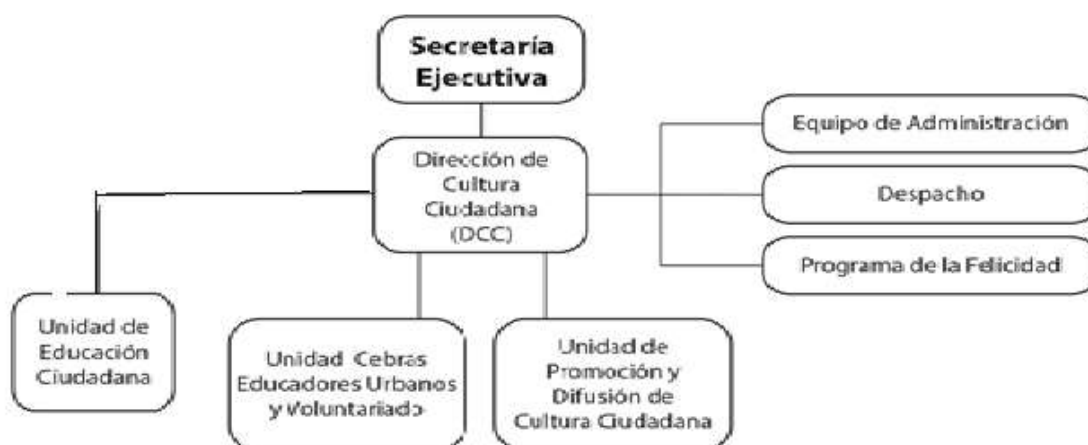 Secretaría
Ejecutiva
Equipo de Administración
Dirección de
Cultura
Ciudadana
(DCC)
Despacho
Programa de la Felicidad
Unidad de
Educación
Ciudadana
Unidad Cebras
Educadores Urbanos
y Voluntariado
Unidad de
Promoción y
Difusión de
Cultura Ciudadana